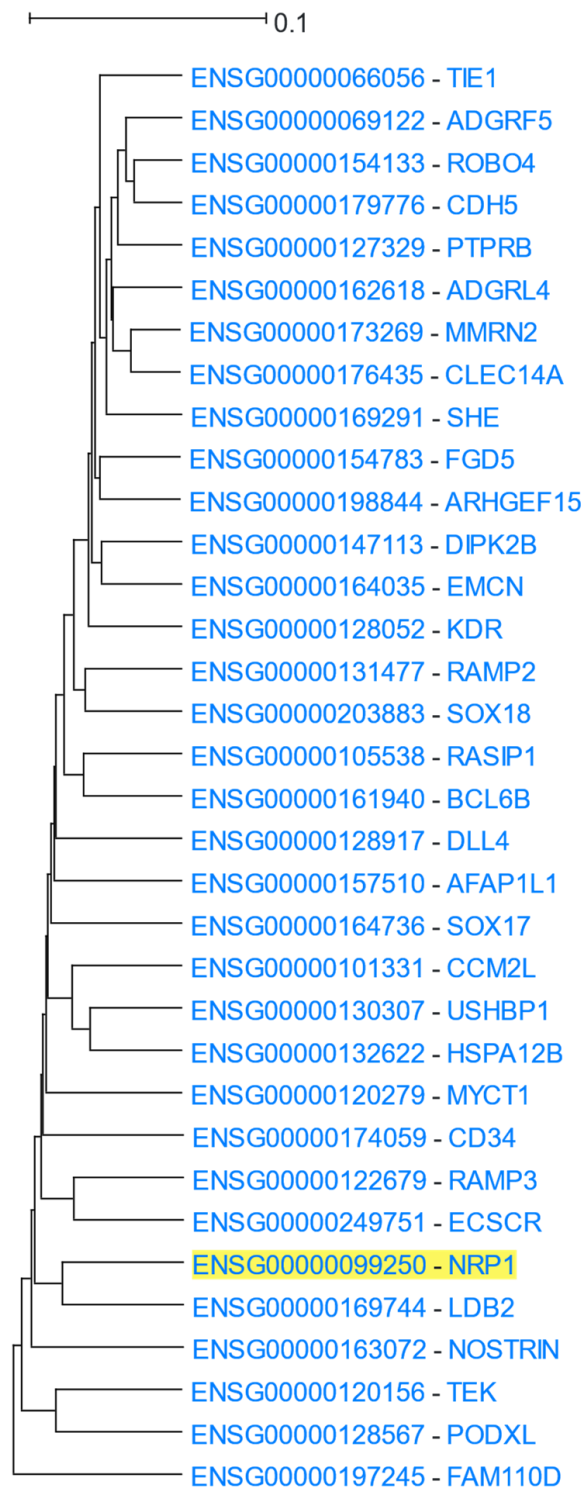 0.1
ENSG00000066056 - TIE1
ENSG00000069122 - ADGRF5
ENSG00000154133 - ROBO4
ENSG00000179776 - CDH5
ENSG00000127329 - PTPRB
ENSG00000162618 - ADGRL4
ENSG00000173269 - MMRN2
ENSG00000176435 - CLEC14A
ENSG00000169291 - SHE
ENSG00000154783 - FGD5
ENSG00000198844 - ARHGEF15
ENSG00000147113 - DIPK2B
ENSG00000164035 - EMCN
ENSG00000128052 - KDR
ENSG00000131477 - RAMP2
ENSG00000203883 - SOX18
ENSG00000105538 - RASIP1
ENSG00000161940 - BCL6B
ENSG00000128917 - DLL4
ENSG00000157510 - AFAP1L1
ENSG00000164736 - SOX17
ENSG00000101331 - CCM2L
ENSG00000130307 - USHBP1
ENSG00000132622 - HSPA12B
ENSG00000120279 - MYCT1
ENSG00000174059 - CD34
ENSG00000122679 - RAMP3
ENSG00000249751 - ECSCR
ENSG00000099250 - NRP1
ENSG00000169744 - LDB2
ENSG00000163072 - NOSTRIN
ENSG00000120156 - TEK
ENSG00000128567 - PODXL
ENSG00000197245 - FAM110D